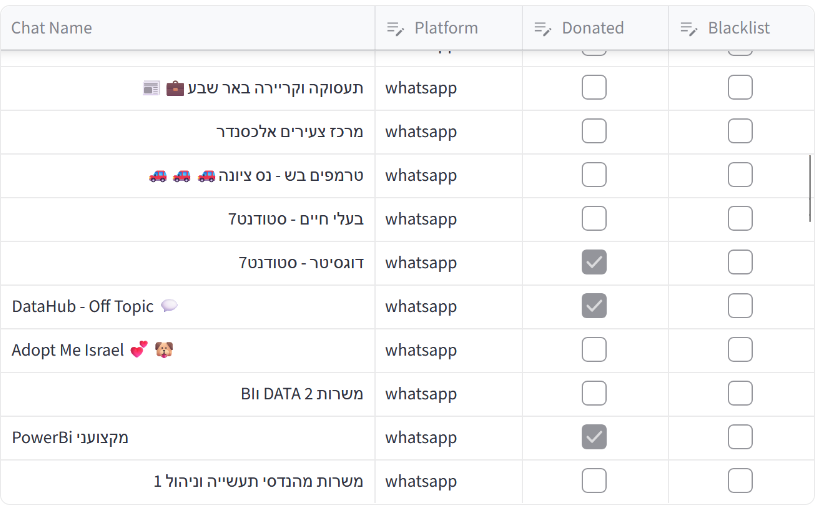 Chat Name Platform Donated Blacklist
תעסוקה וקריירה באר שבע 💼 📰 whatsapp
מרכז צעירים אלכסנדר whatsapp
טרמפים בש - נס ציונה 🚗 🚗 🚗 whatsapp
בעלי חיים - סטודנט7 whatsapp
דוגסיטר - סטודנט7 whatsapp
DataHub - Off Topic 💬 whatsapp
Adopt Me Israel 💕 🐶 whatsapp
משרות DATA 2 וBI whatsapp
PowerBi מקצועני whatsapp
משרות מהנדסי תעשייה וניהול 1 whatsapp